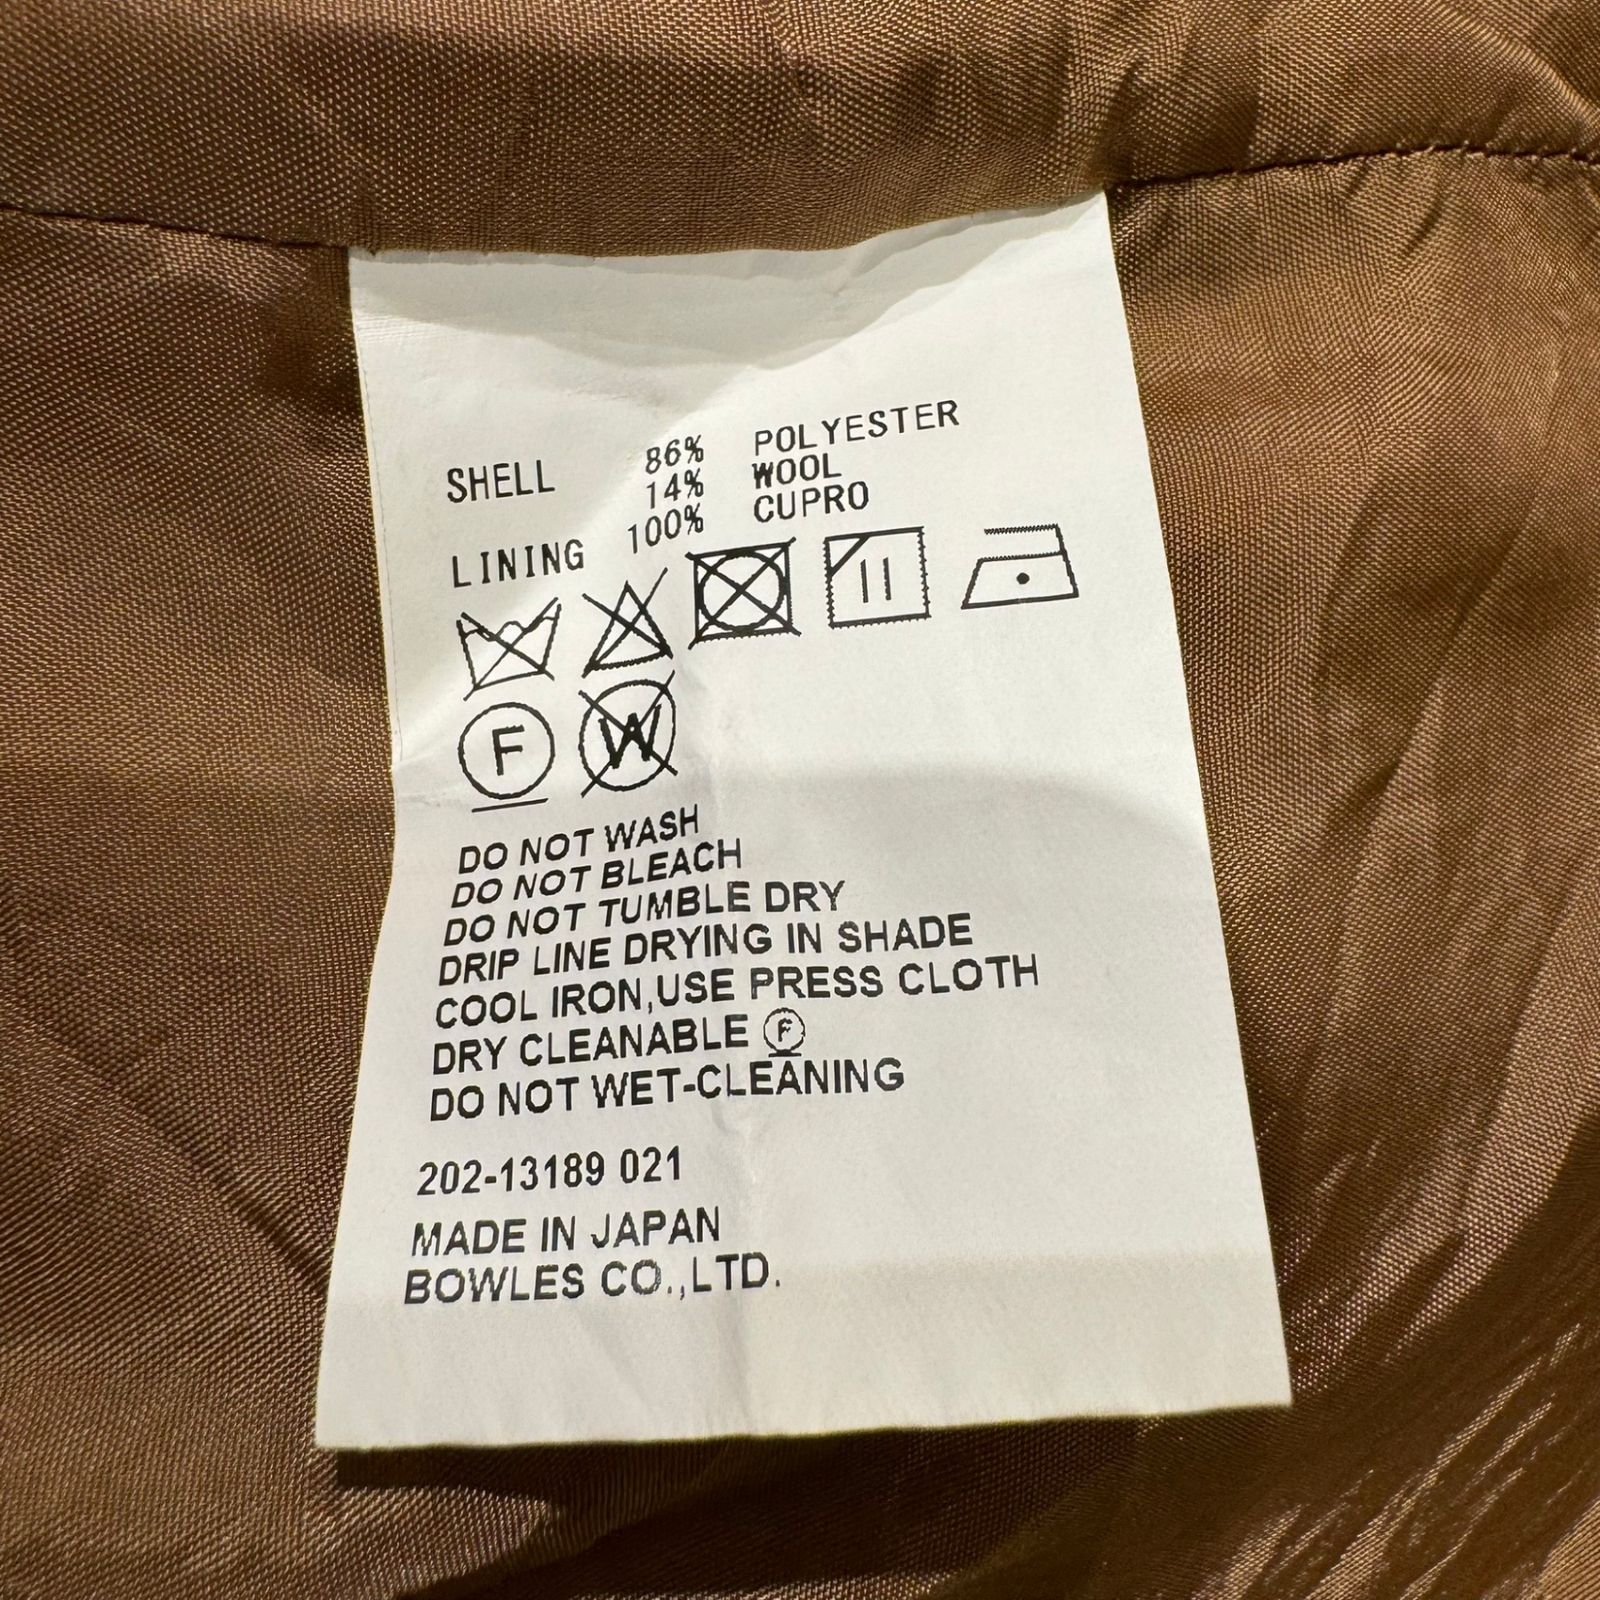 SHELL 86% POLYESTER
14% WOOL
LINING 100% CUPRO
F W
DO NOT WASH
DO NOT BLEACH
DO NOT TUMBLE DRY
DRIP LINE DRYING IN SHADE
COOL IRON,USE PRESS CLOTH
DRY CLEANABLE F
DO NOT WET-CLEANING
202-13189 021
MADE IN JAPAN
BOWLES CO.,LTD.